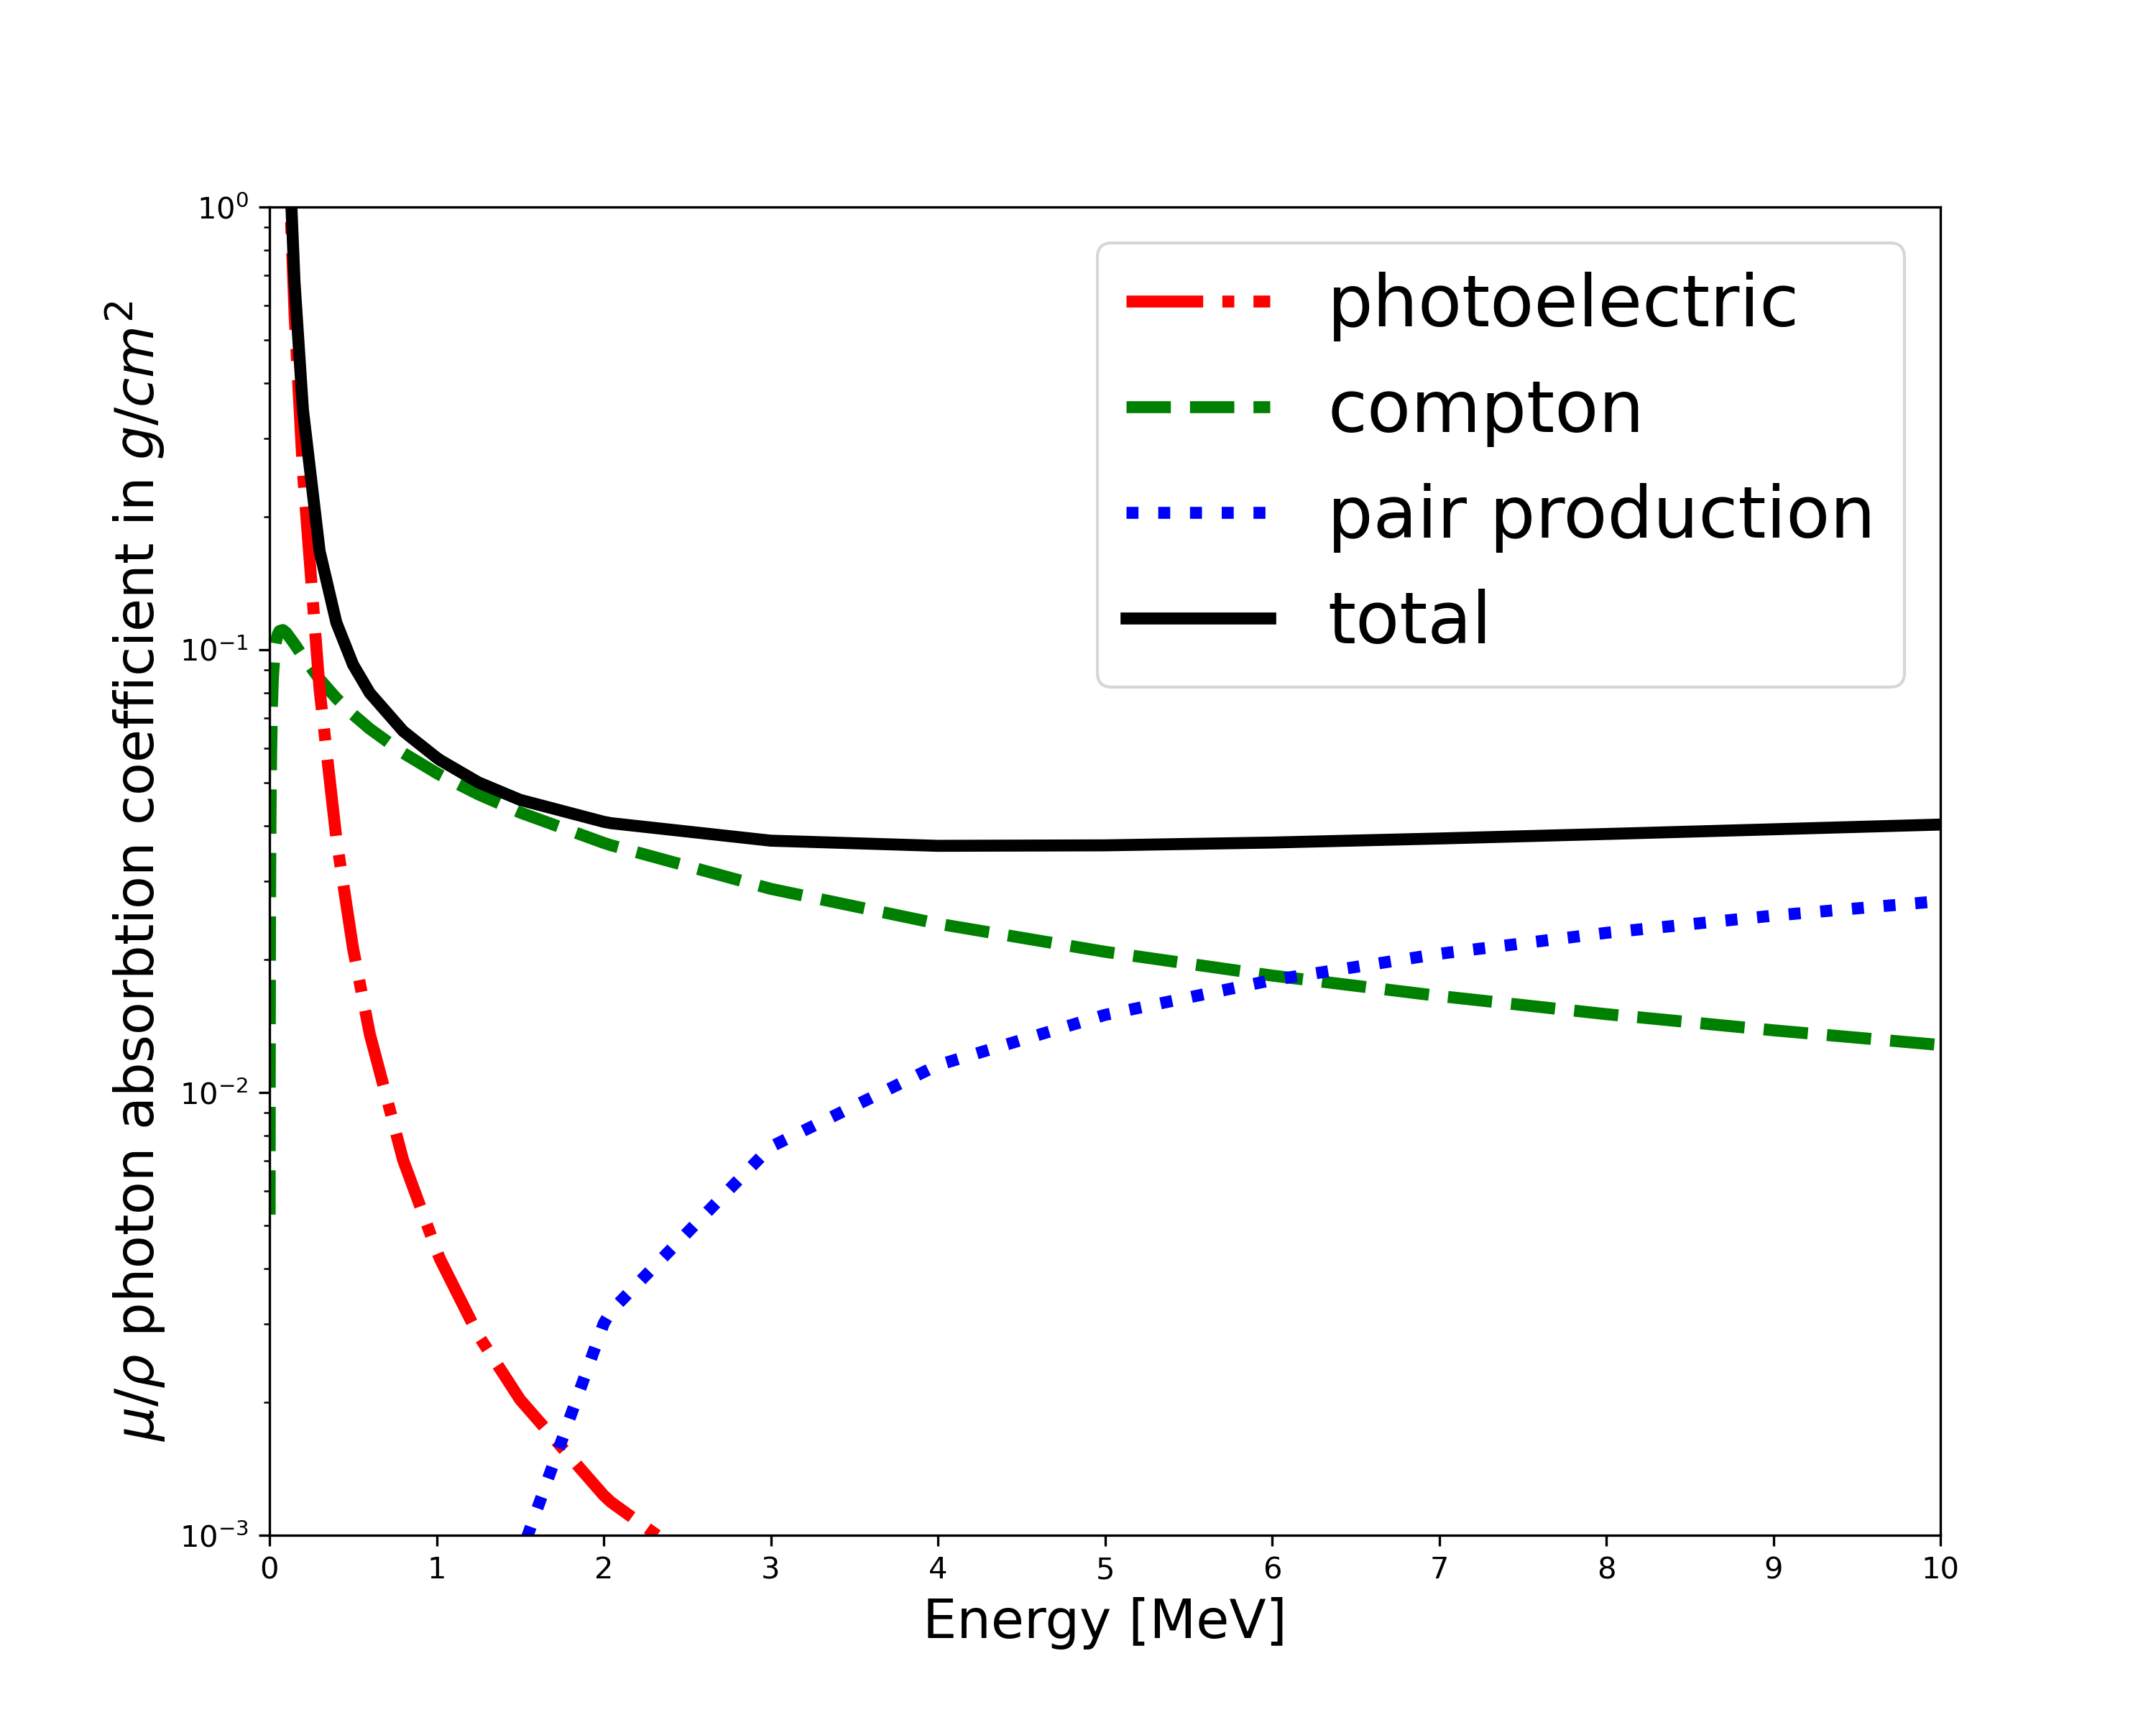 μ/ρ photon absorbtion coefficient in g/cm²
10⁰
10⁻¹
10⁻²
10⁻³
photoelectric
compton
pair production
total
0 1 2 3 4 5 6 7 8 9 10
Energy [MeV]